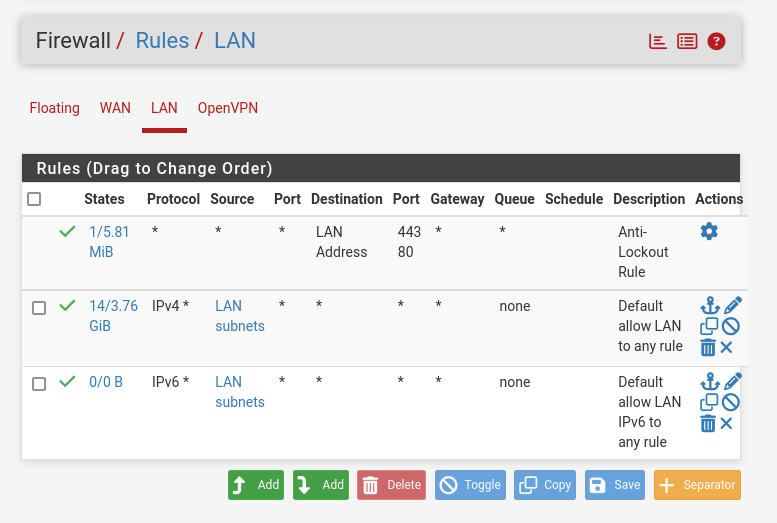 Firewall / Rules / LAN
?
Floating WAN LAN OpenVPN
Rules (Drag to Change Order)
States Protocol Source Port Destination Port Gateway Queue Schedule Description Actions
1/5.81 * * * LAN 443 * * Anti-
MiB Address 80 Lockout
Rule
14/3.76 IPv4 * LAN * * * * none Default
GiB subnets allow LAN
to any rule
0/0 B IPv6 * LAN * * * * none Default
subnets allow LAN
IPv6 to
any rule
Add Add Delete Toggle Copy Save Separator